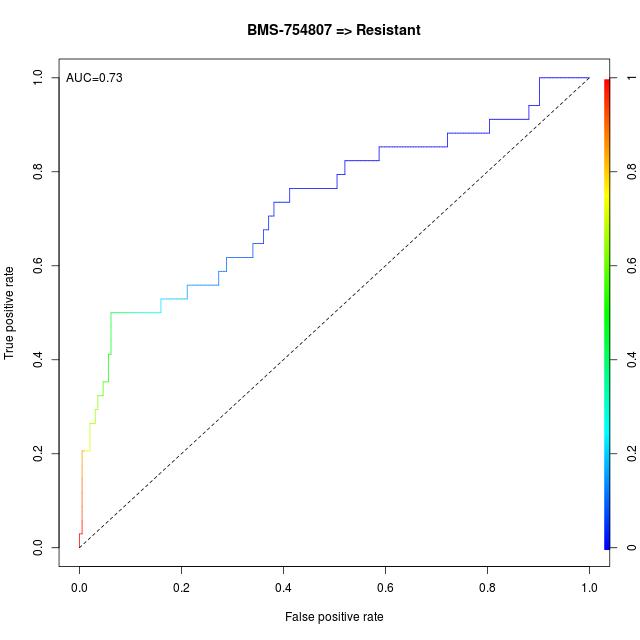 BMS-754807 => Resistant
AUC=0.73
True positive rate
1.0
0.8
0.6
0.4
0.2
0.0
1
0.8
0.6
0.4
0.2
0
0.0 0.2 0.4 0.6 0.8 1.0
False positive rate